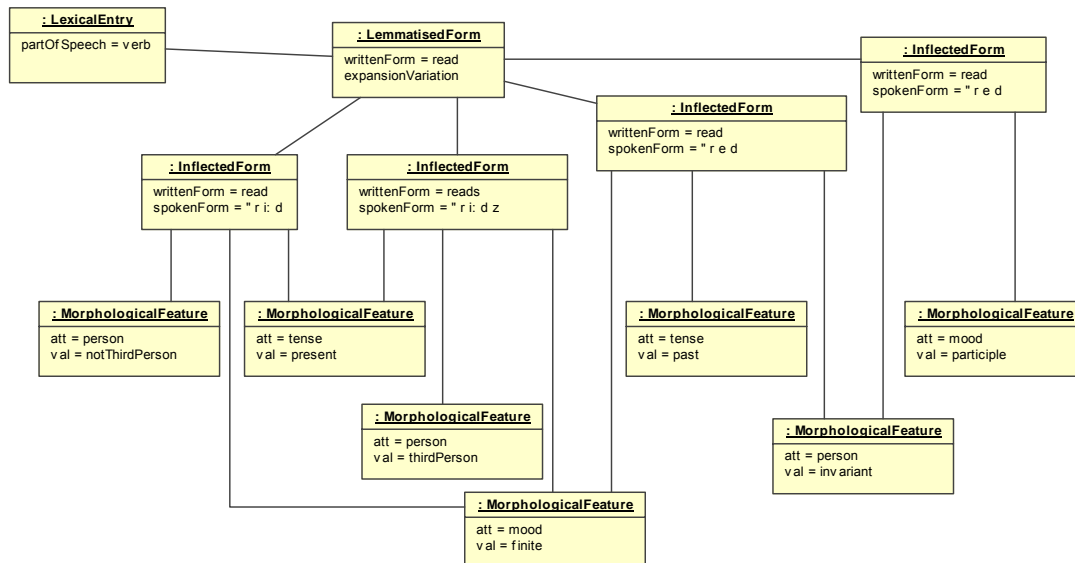 : LexicalEntry
partOfSpeech = verb
: LemmatisedForm
writtenForm = read
expansionVariation
: InflectedForm
writtenForm = read
spokenForm = " r e d
: InflectedForm
writtenForm = read
spokenForm = " r e d
: InflectedForm
writtenForm = read
spokenForm = " r i: d
: InflectedForm
writtenForm = reads
spokenForm = " r i: d z
: MorphologicalFeature
att = person
val = notThirdPerson
: MorphologicalFeature
att = tense
val = present
: MorphologicalFeature
att = tense
val = past
: MorphologicalFeature
att = mood
val = participle
: MorphologicalFeature
att = person
val = thirdPerson
: MorphologicalFeature
att = person
val = invariant
: MorphologicalFeature
att = mood
val = finite